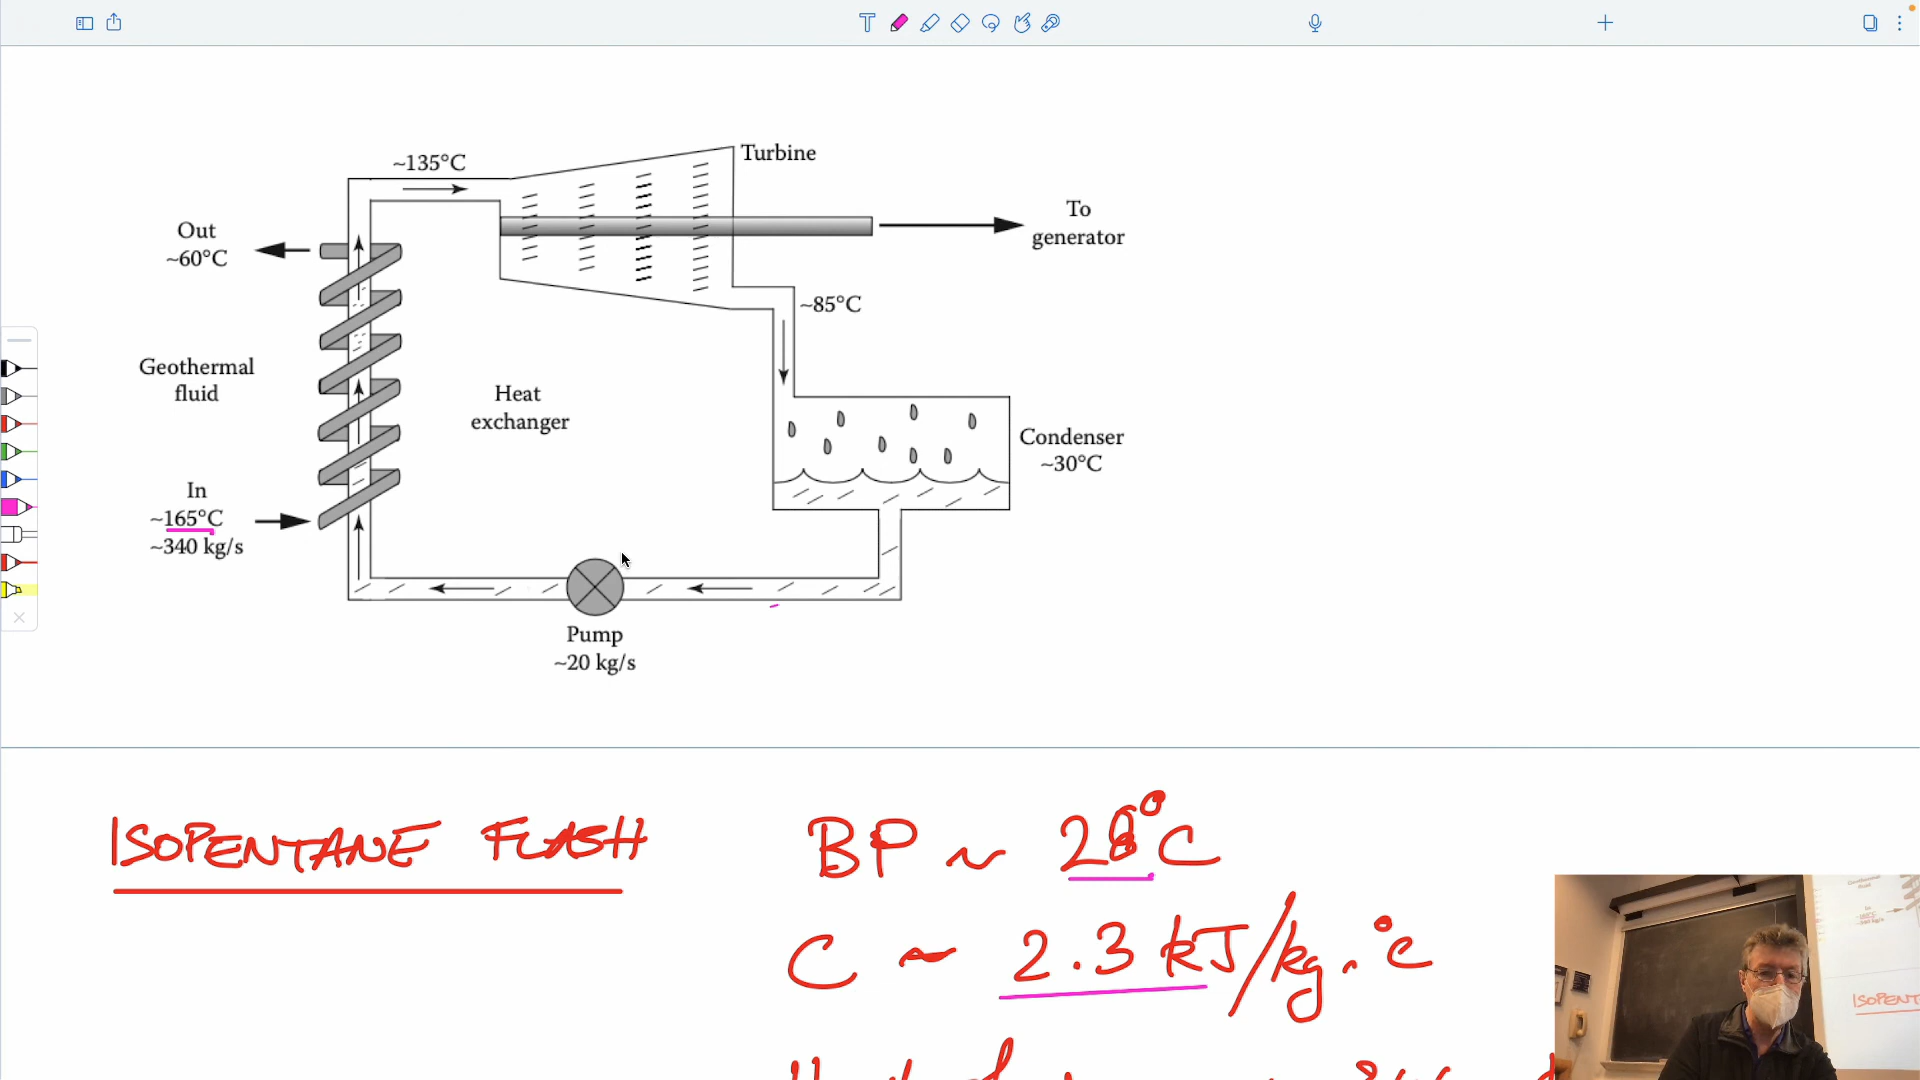 ~135°C
Turbine
Out
~60°C
To
generator
~85°C
Geothermal
fluid
Heat
exchanger
Condenser
~30°C
In
~165°C
~340 kg/s
Pump
~20 kg/s
ISOPENTANE FLASH
BP ~ 28°C
C ~ 2.3 kJ/kg.°C
ISOPENT